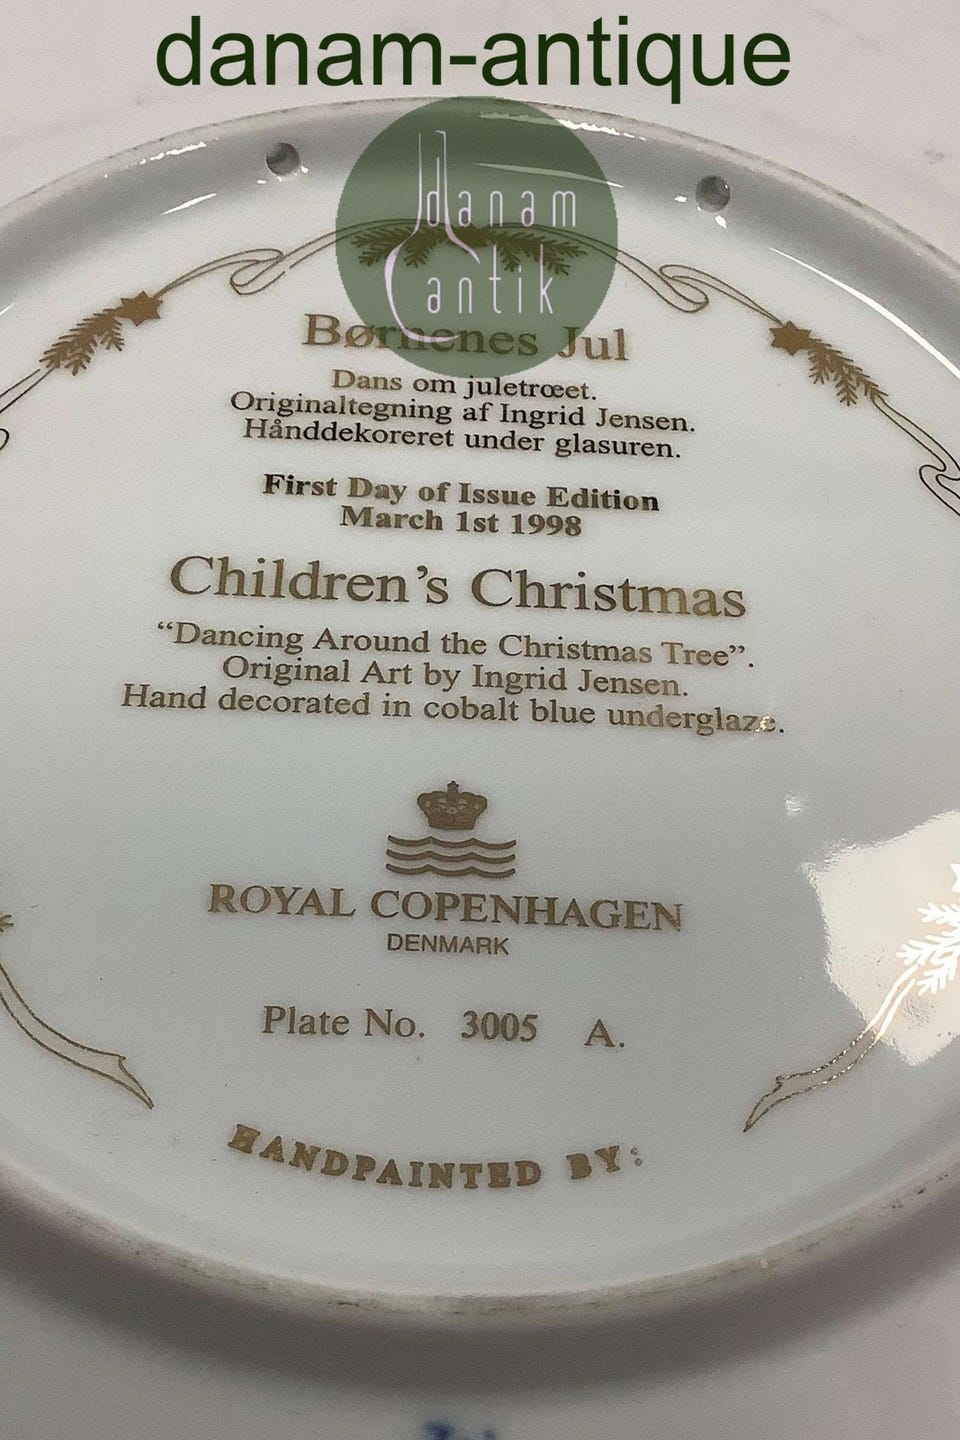 danam-antique
danam
antik
Børnenes Jul
Dans om juletrœet.
Originaltegning af Ingrid Jensen.
Hånddekoreret under glasuren.
First Day of Issue Edition
March 1st 1998
Children's Christmas
“Dancing Around the Christmas Tree”.
Original Art by Ingrid Jensen.
Hand decorated in cobalt blue underglaze.
ROYAL COPENHAGEN
DENMARK
Plate No. 3005 A.
HANDPAINTED BY: